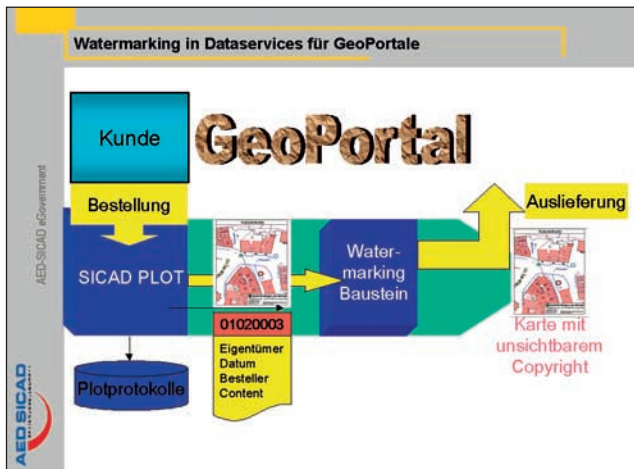 Watermarking in Dataservices für GeoPortale
Kunde
GeoPortal
Bestellung
Auslieferung
AED-SICAD eGovernment
SICAD PLOT
Water-
marking
Baustein
01020003
Eigentümer
Datum
Besteller
Content
Karte mit
unsichtbarem
Copyright
Plotprotokolle
AED SICAD